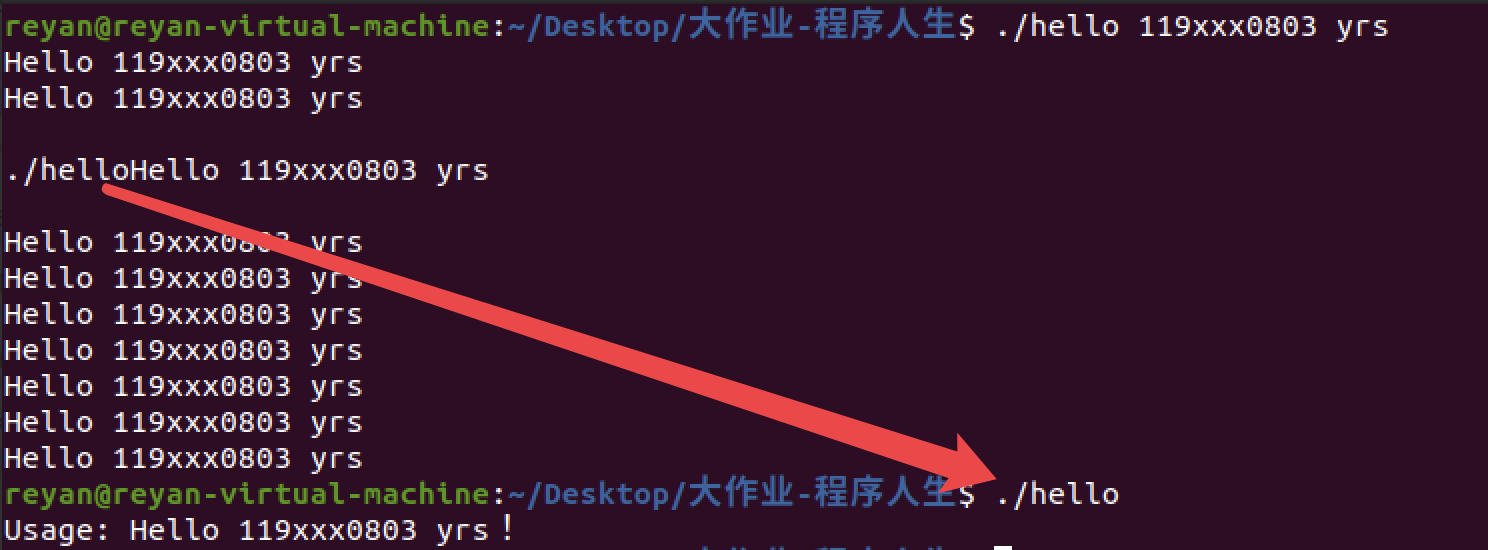 reyan@reyan-virtual-machine:~/Desktop/大作业-程序人生$ ./hello 119xxx0803 yrs
Hello 119xxx0803 yrs
Hello 119xxx0803 yrs
./helloHello 119xxx0803 yrs
Hello 119xxx0803 yrs
Hello 119xxx0803 yrs
Hello 119xxx0803 yrs
Hello 119xxx0803 yrs
Hello 119xxx0803 yrs
Hello 119xxx0803 yrs
Hello 119xxx0803 yrs
reyan@reyan-virtual-machine:~/Desktop/大作业-程序人生$ ./hello
Usage: Hello 119xxx0803 yrs！